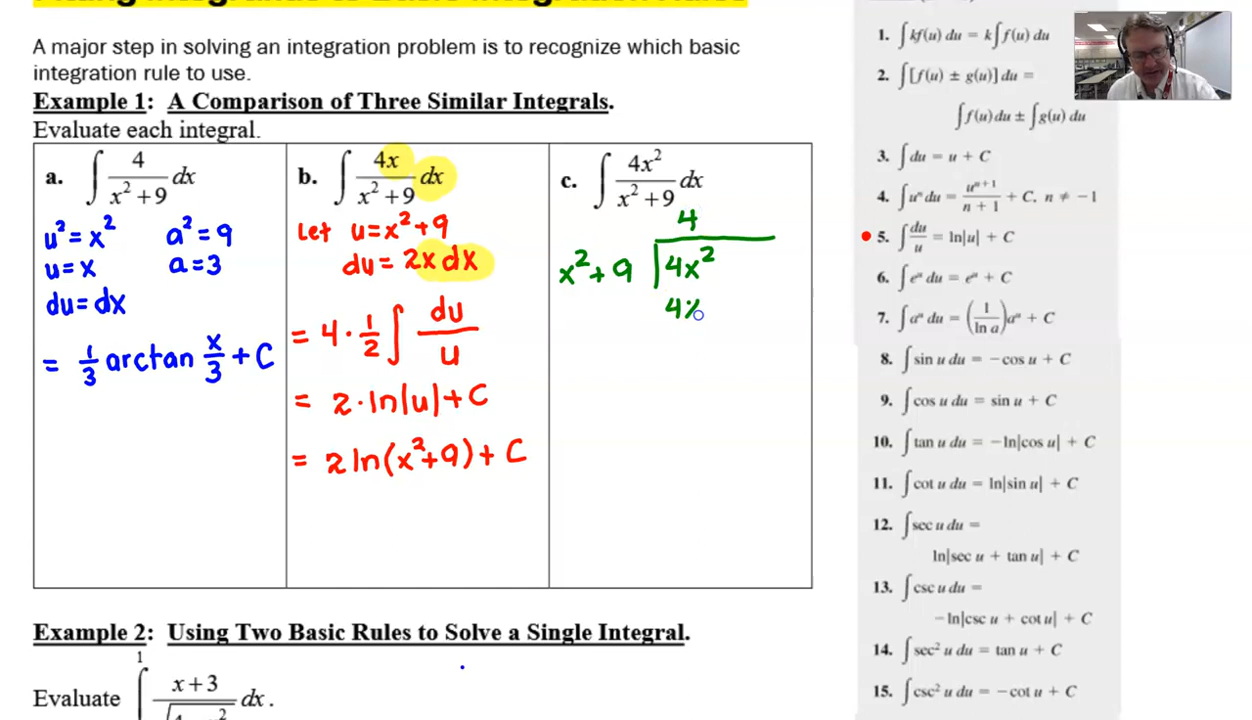 A major step in solving an integration problem is to recognize which basic
integration rule to use.
Example 1: A Comparison of Three Similar Integrals.
Evaluate each integral.
a. ∫ 4/(x² + 9) dx
u² = x² a² = 9
u = x a = 3
du = dx
= 1/3 arctan x/3 + C
b. ∫ 4x/(x² + 9) dx
Let u = x² + 9
du = 2x dx
= 4 · 1/2 ∫ du/u
= 2 · ln|u| + C
= 2 ln(x² + 9) + C
c. ∫ 4x²/(x² + 9) dx
4
x² + 9 4x²
4x
Example 2: Using Two Basic Rules to Solve a Single Integral.
1
Evaluate ∫ x + 3
dx.
1. ∫ kf(u) du = k ∫ f(u) du
2. ∫ [f(u) ± g(u)] du =
∫ f(u) du ± ∫ g(u) du
3. ∫ du = u + C
4. ∫ uⁿ du = uⁿ⁺¹/(n + 1) + C, n ≠ −1
5. ∫ du/u = ln|u| + C
6. ∫ eᵘ du = eᵘ + C
7. ∫ aᵘ du = (1/ln a)aᵘ + C
8. ∫ sin u du = −cos u + C
9. ∫ cos u du = sin u + C
10. ∫ tan u du = −ln|cos u| + C
11. ∫ cot u du = ln|sin u| + C
12. ∫ sec u du =
ln|sec u + tan u| + C
13. ∫ csc u du =
−ln|csc u + cot u| + C
14. ∫ sec² u du = tan u + C
15. ∫ csc² u du = −cot u + C